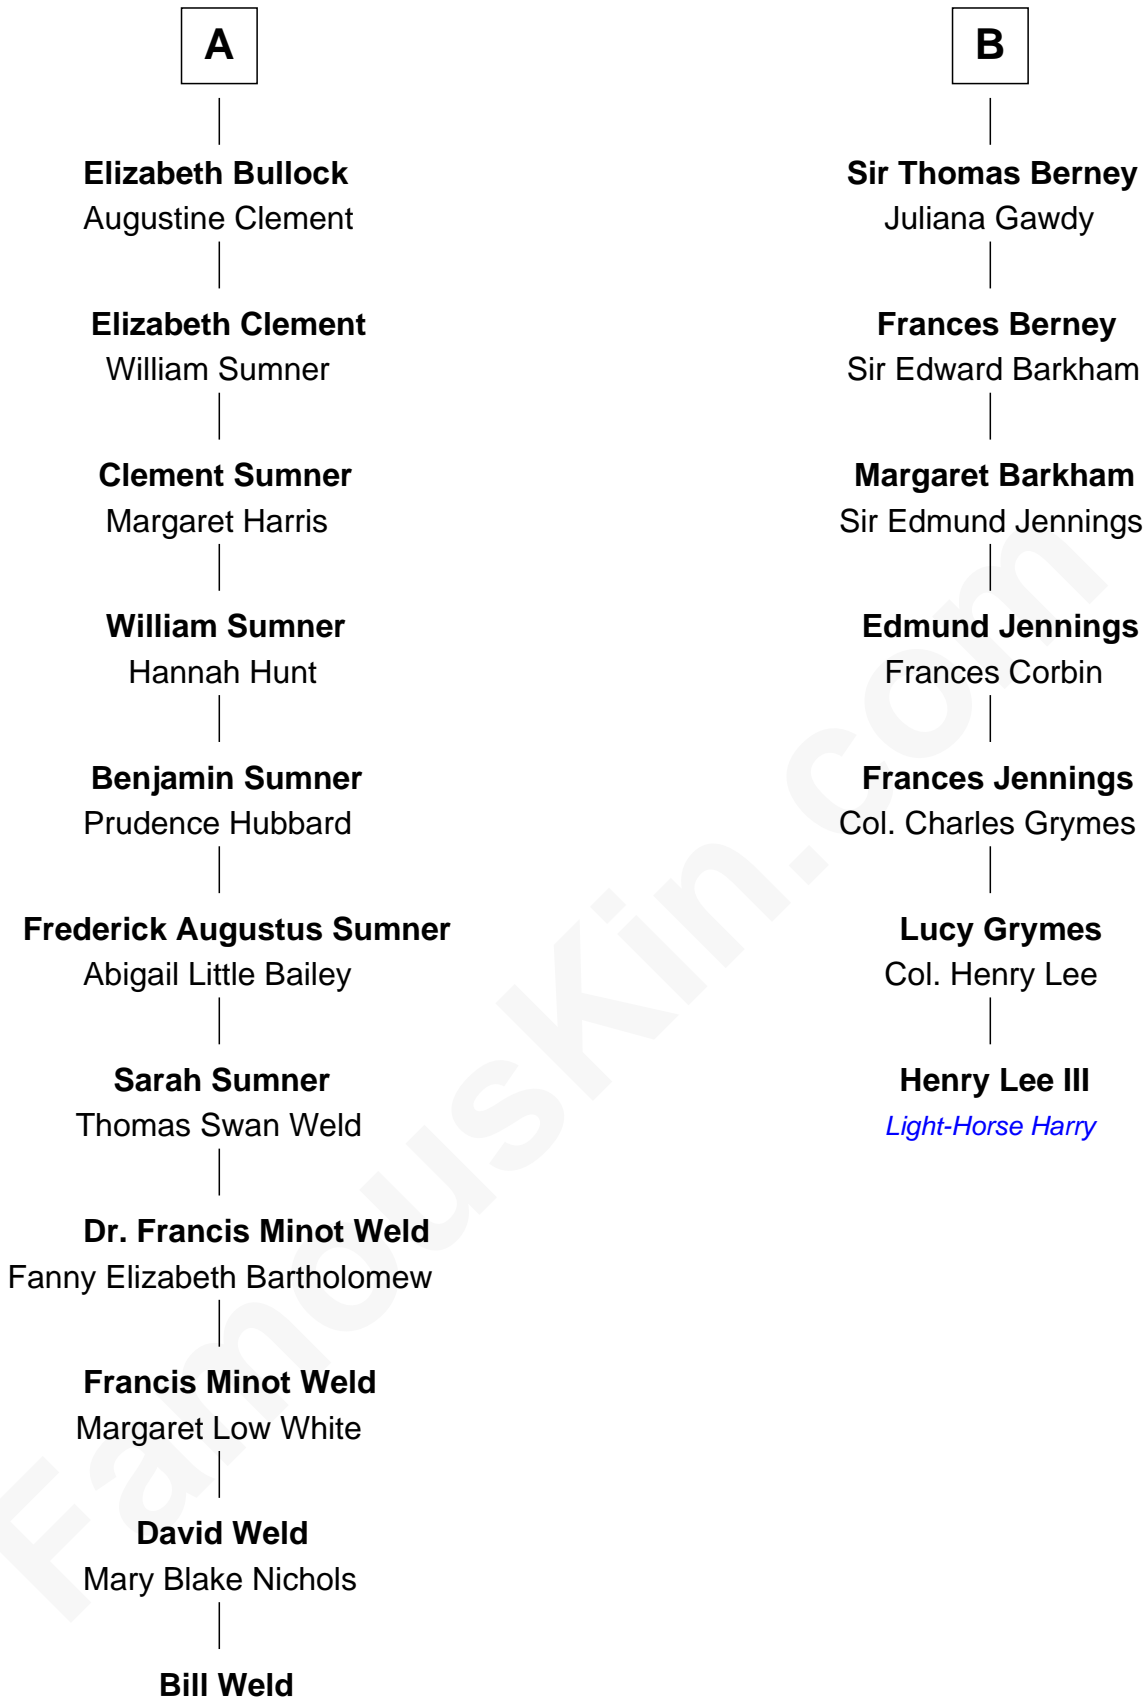 A
Elizabeth Bullock
Augustine Clement
Elizabeth Clement
William Sumner
Clement Sumner
Margaret Harris
William Sumner
Hannah Hunt
Benjamin Sumner
Prudence Hubbard
Frederick Augustus Sumner
Abigail Little Bailey
Sarah Sumner
Thomas Swan Weld
Dr. Francis Minot Weld
Fanny Elizabeth Bartholomew
Francis Minot Weld
Margaret Low White
David Weld
Mary Blake Nichols
Bill Weld
B
Sir Thomas Berney
Juliana Gawdy
Frances Berney
Sir Edward Barkham
Margaret Barkham
Sir Edmund Jennings
Edmund Jennings
Frances Corbin
Frances Jennings
Col. Charles Grymes
Lucy Grymes
Col. Henry Lee
Henry Lee III
Light-Horse Harry
FamousKin.com